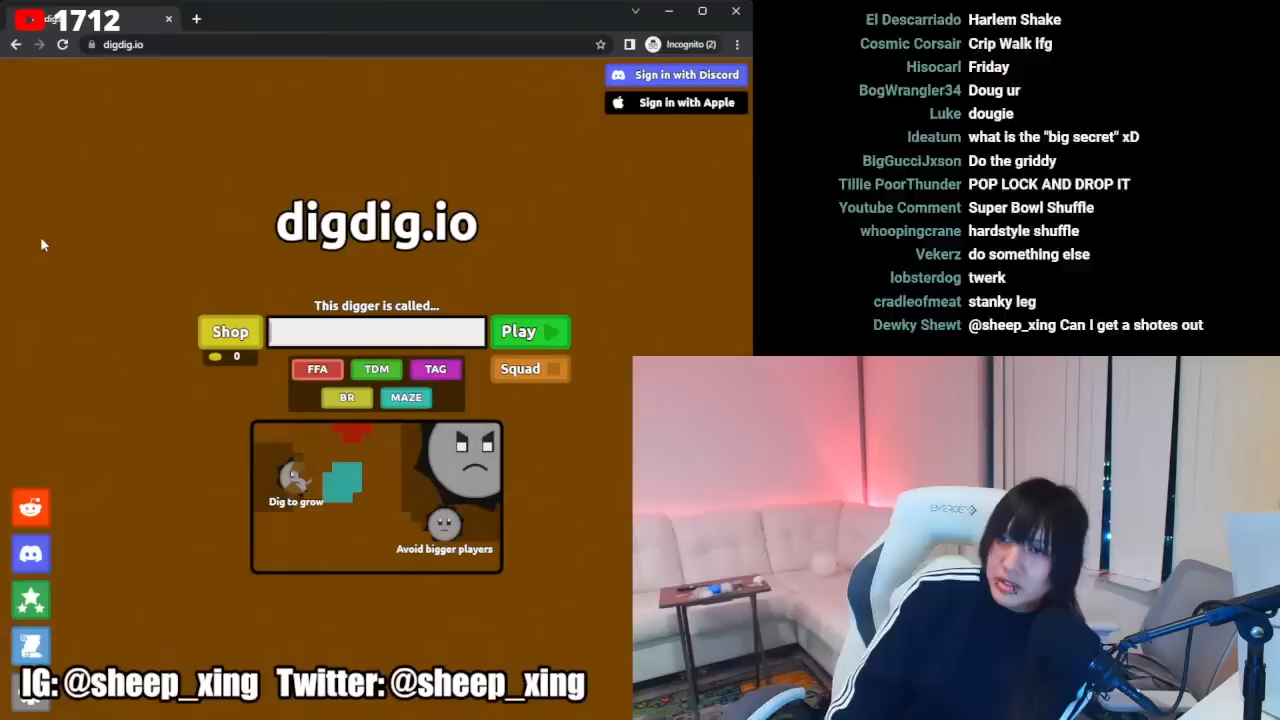 1712
digdig.io
Incognito (2)
Sign in with Discord
Sign in with Apple
digdig.io
This digger is called...
Shop
Play
0
FFA
TDM
TAG
Squad
BR
MAZE
Dig to grow
Avoid bigger players
IG: @sheep_xing Twitter: @sheep_xing
El Descarriado Harlem Shake
Cosmic Corsair Crip Walk lfg
Hisocarl Friday
BogWrangler34 Doug ur
Luke dougie
Ideatum what is the "big secret" xD
BigGucciJxson Do the griddy
Tillie PoorThunder POP LOCK AND DROP IT
Youtube Comment Super Bowl Shuffle
whoopingcrane hardstyle shuffle
Vekerz do something else
lobsterdog twerk
cradleofmeat stanky leg
Dewky Shewt @sheep_xing Can I get a shotes out